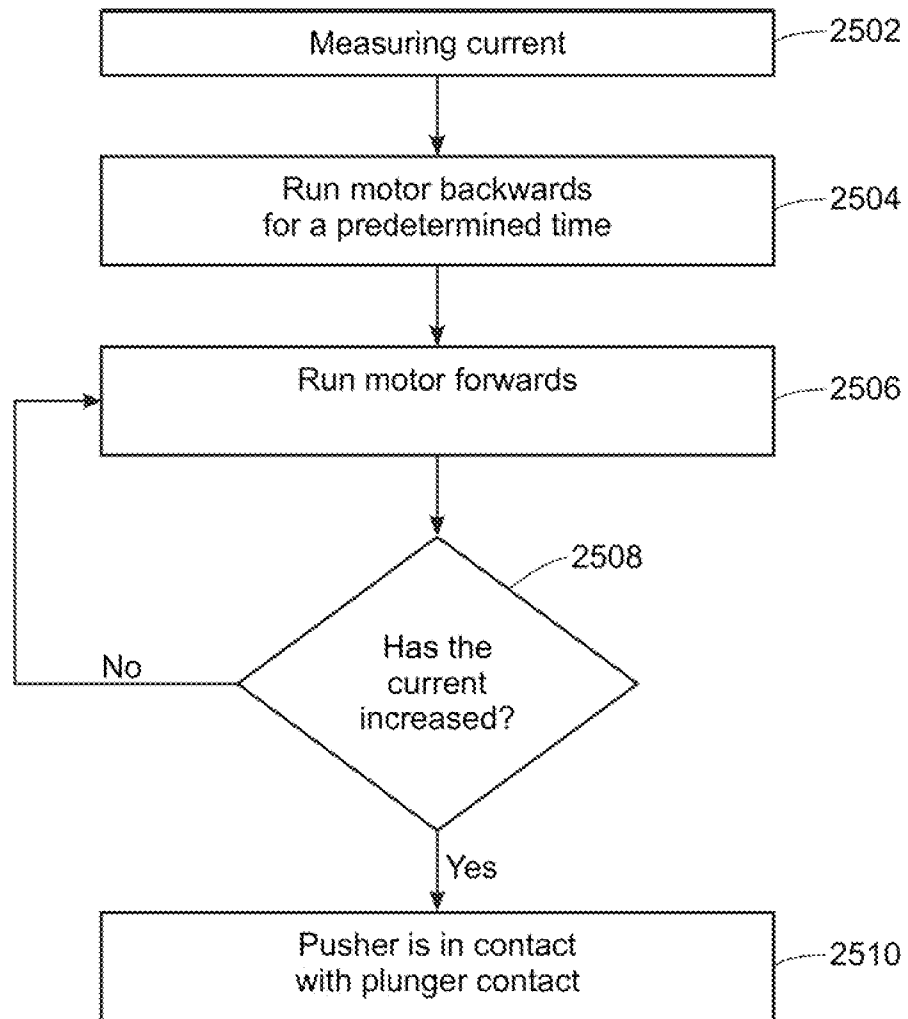 Measuring current
2502
Run motor backwards
for a predetermined time
2504
Run motor forwards
2506
2508
Has the
current
increased?
No
Yes
Pusher is in contact
with plunger contact
2510